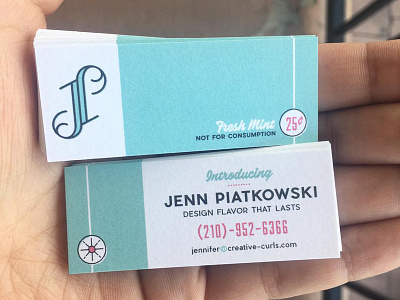 JP
Fresh Mint
NOT FOR CONSUMPTION
25¢
Introducing
JENN PIATKOWSKI
DESIGN FLAVOR THAT LASTS
(210)-952-6366
jennifer@creative-curls.com